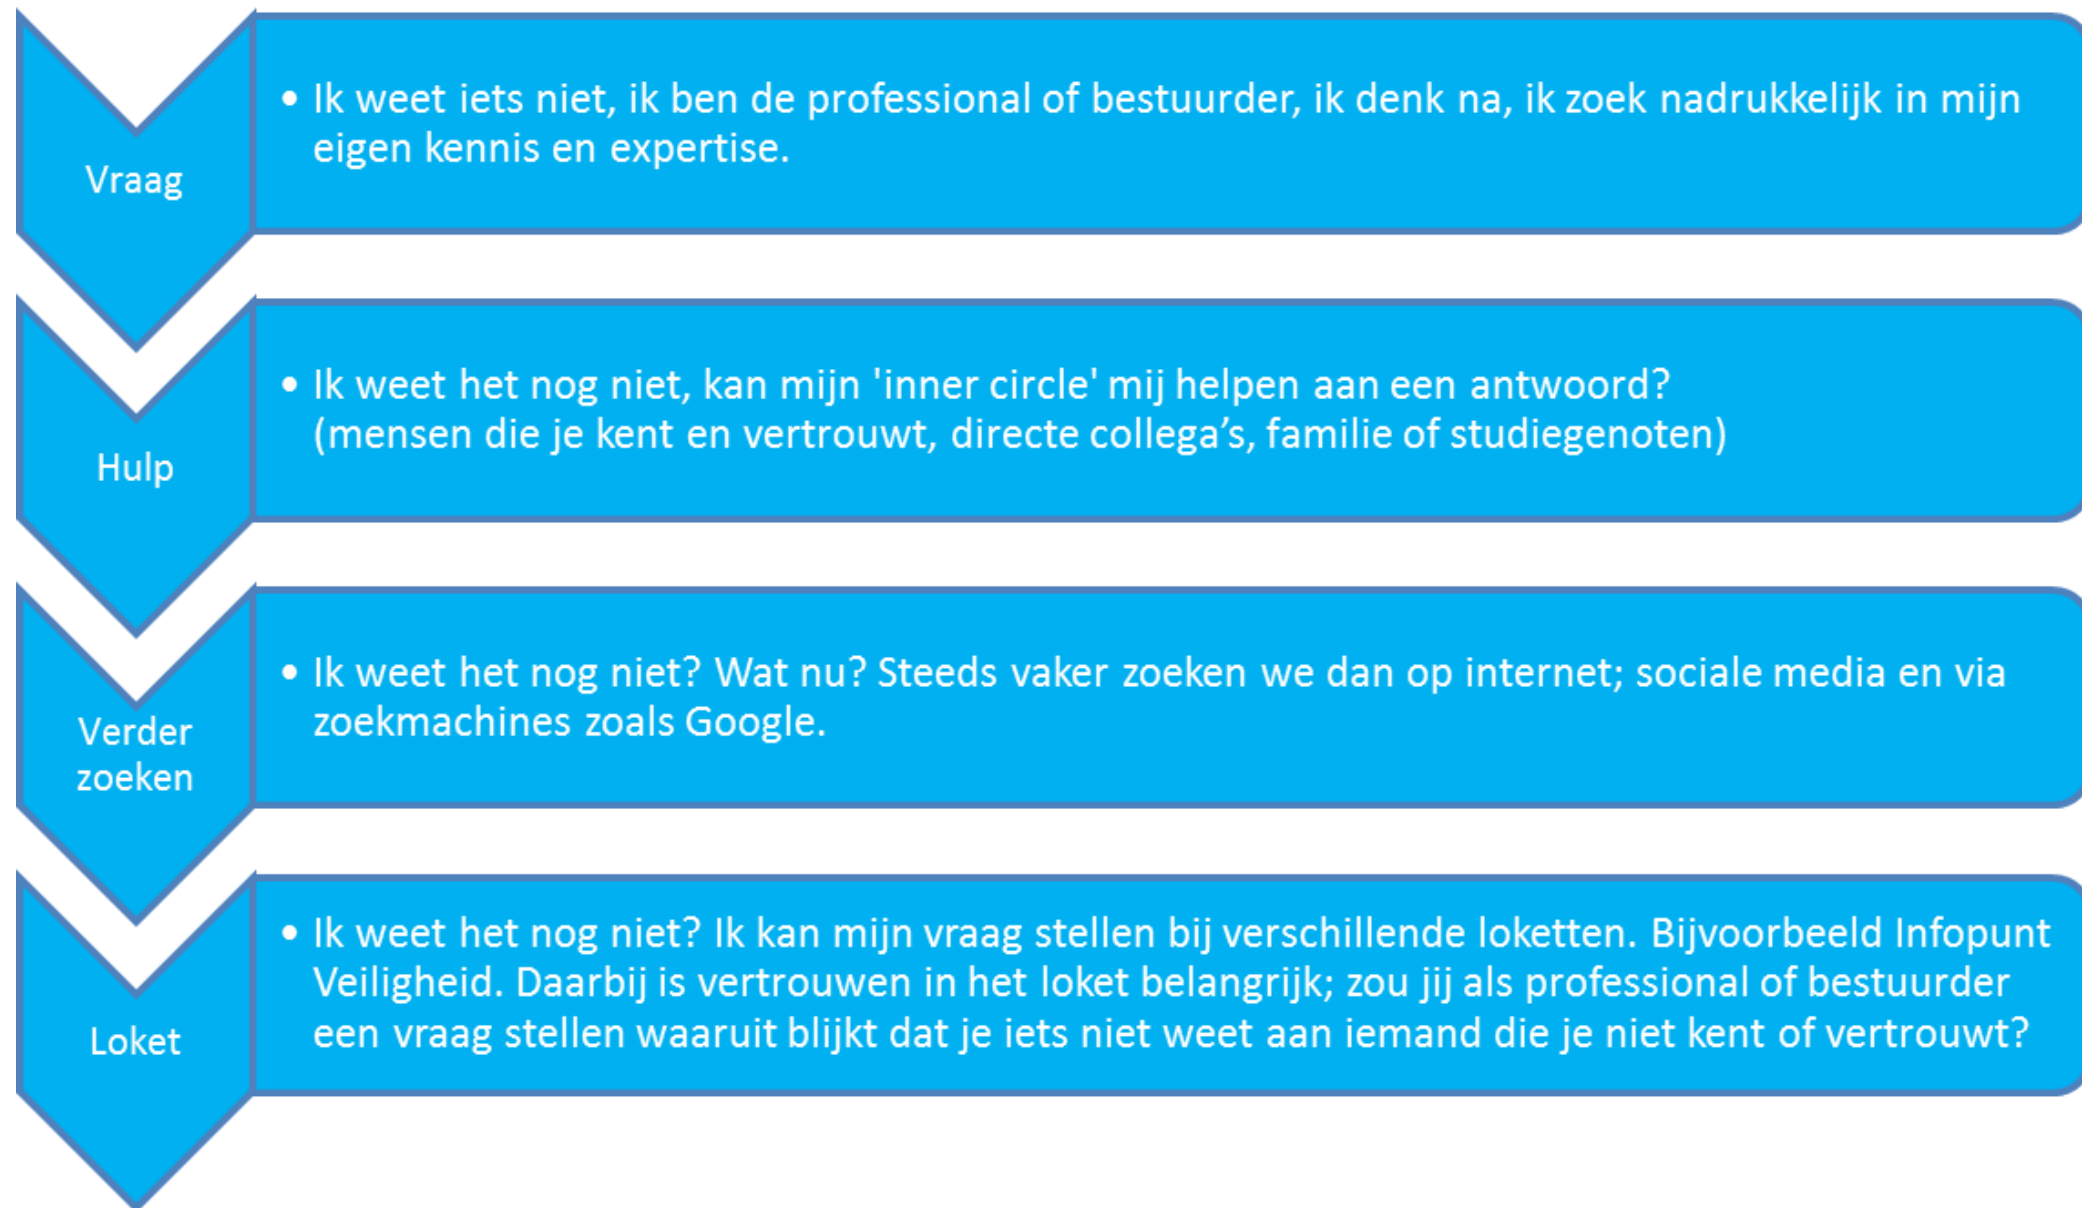 Vraag
• Ik weet iets niet, ik ben de professional of bestuurder, ik denk na, ik zoek nadrukkelijk in mijn
eigen kennis en expertise.
Hulp
• Ik weet het nog niet, kan mijn 'inner circle' mij helpen aan een antwoord?
(mensen die je kent en vertrouwt, directe collega’s, familie of studiegenoten)
Verder
zoeken
• Ik weet het nog niet? Wat nu? Steeds vaker zoeken we dan op internet; sociale media en via
zoekmachines zoals Google.
Loket
• Ik weet het nog niet? Ik kan mijn vraag stellen bij verschillende loketten. Bijvoorbeeld Infopunt
Veiligheid. Daarbij is vertrouwen in het loket belangrijk; zou jij als professional of bestuurder
een vraag stellen waaruit blijkt dat je iets niet weet aan iemand die je niet kent of vertrouwt?